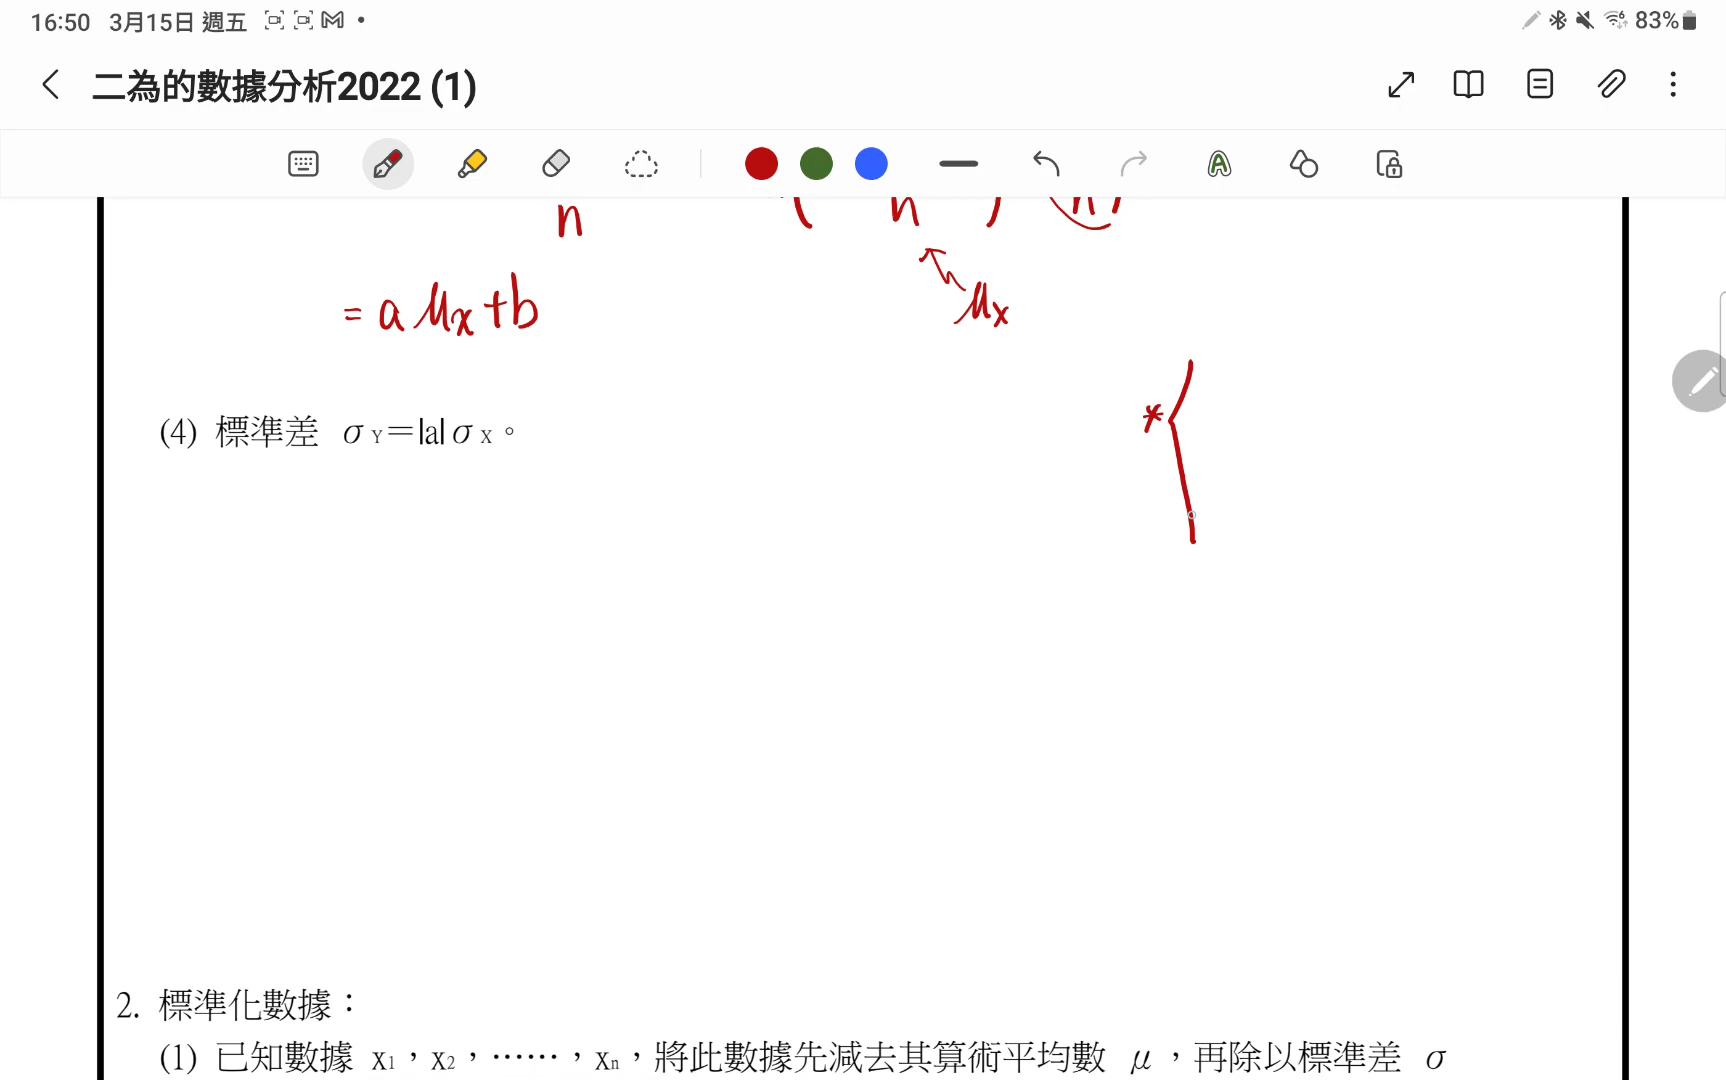 16:50 3月15日 週五 83%
二為的數據分析2022 (1)
n n n
μx
= aμx+b
*
(4) 標準差 σY=|a|σX。
2. 標準化數據：
(1) 已知數據 x1，x2，……，xn，將此數據先減去其算術平均數 μ，再除以標準差 σ